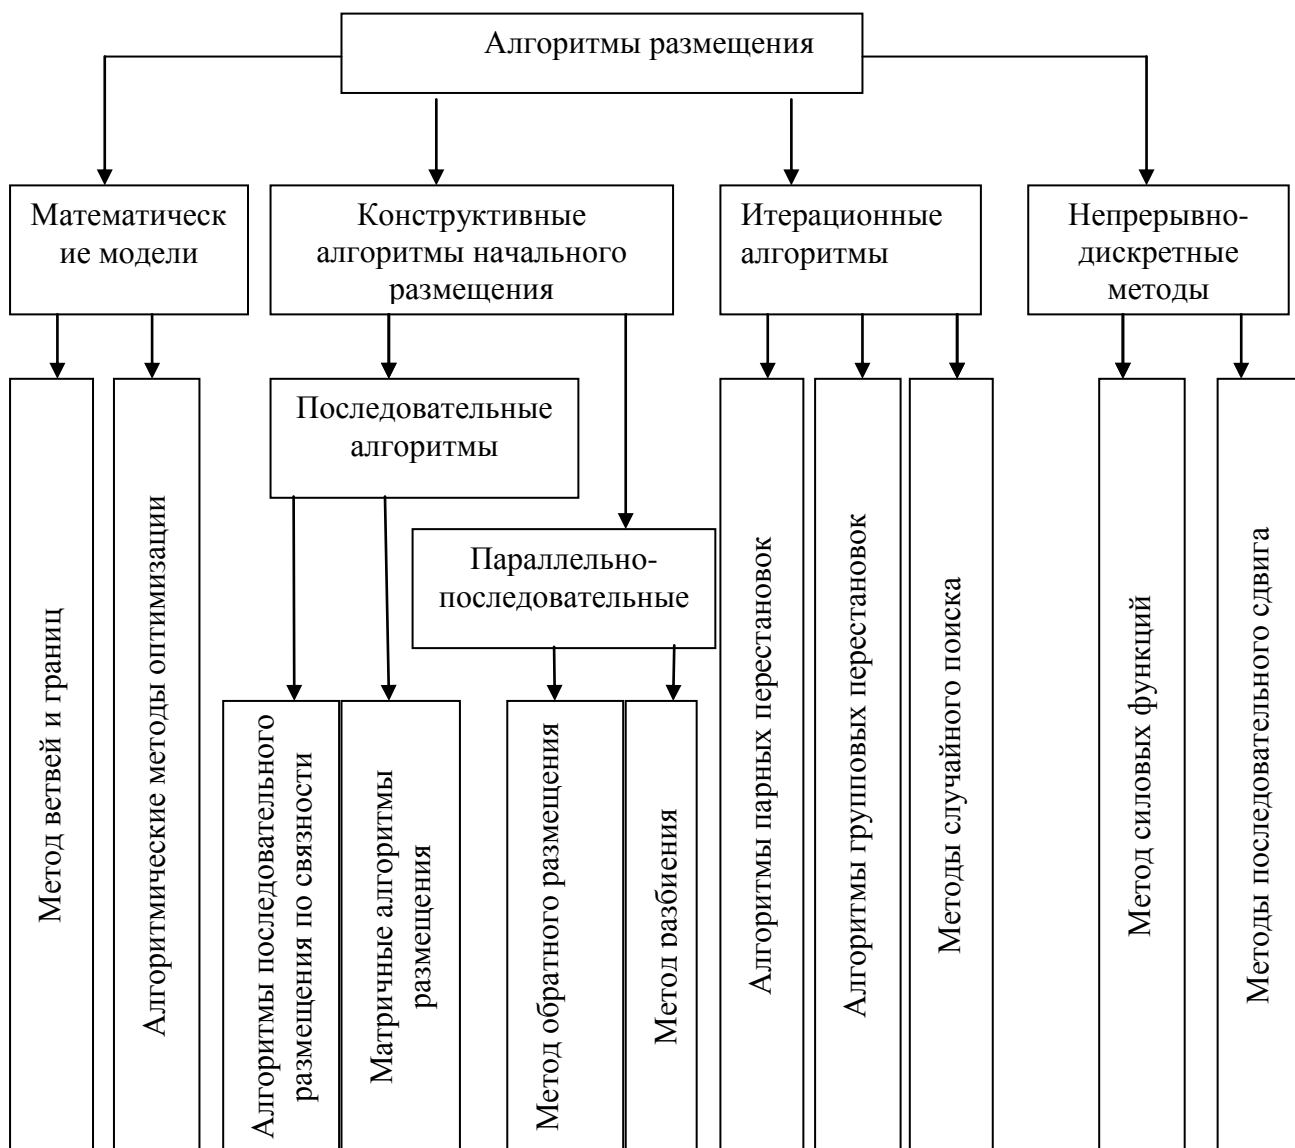 Алгоритмы размещения
Математическ
ие модели
Конструктивные
алгоритмы начального
размещения
Итерационные
алгоритмы
Непрерывно-
дискретные
методы
Последовательные
алгоритмы
Параллельно-
последовательные
Метод ветвей и границ
Алгоритмические методы оптимизации
Алгоритмы последовательного
размещения по связности
Матричные алгоритмы
размещения
Метод обратного размещения
Метод разбиения
Алгоритмы парных перестановок
Алгоритмы групповых перестановок
Методы случайного поиска
Метод силовых функций
Методы последовательного сдвига